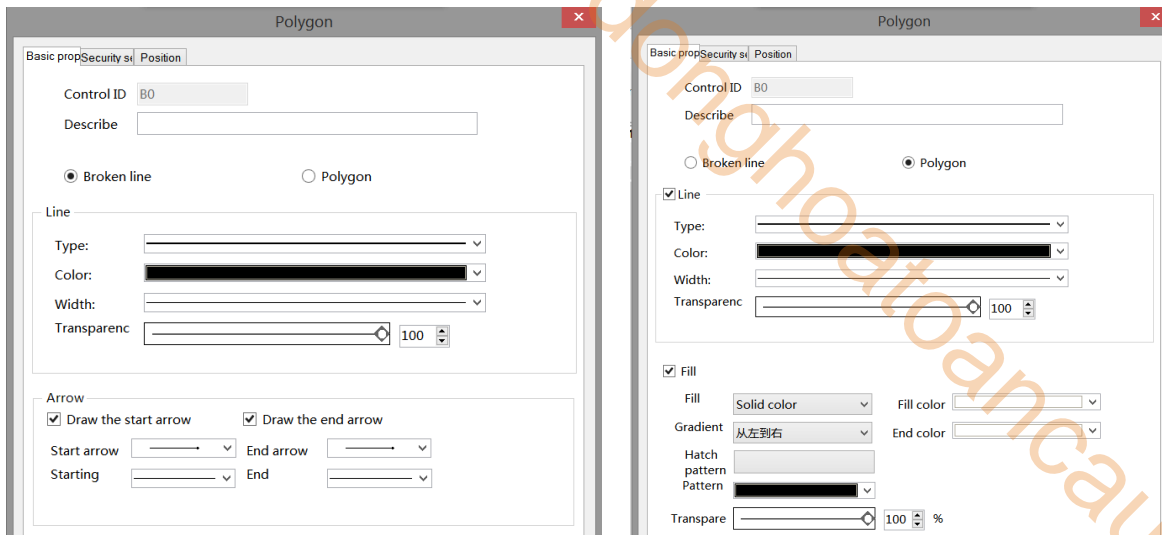 Polygon
Basic prop Security se Position
Control ID B0
Describe
Broken line Polygon
Line
Type:
Color:
Width:
Transparenc 100
Arrow
Draw the start arrow Draw the end arrow
Start arrow End arrow
Starting End
Polygon
Basic prop Security se Position
Control ID B0
Describe
Broken line Polygon
Line
Type:
Color:
Width:
Transparenc 100
Fill
Fill Solid color Fill color
Gradient 从左到右 End color
Hatch
pattern
Pattern
Transpare 100 %
donghoatoancau